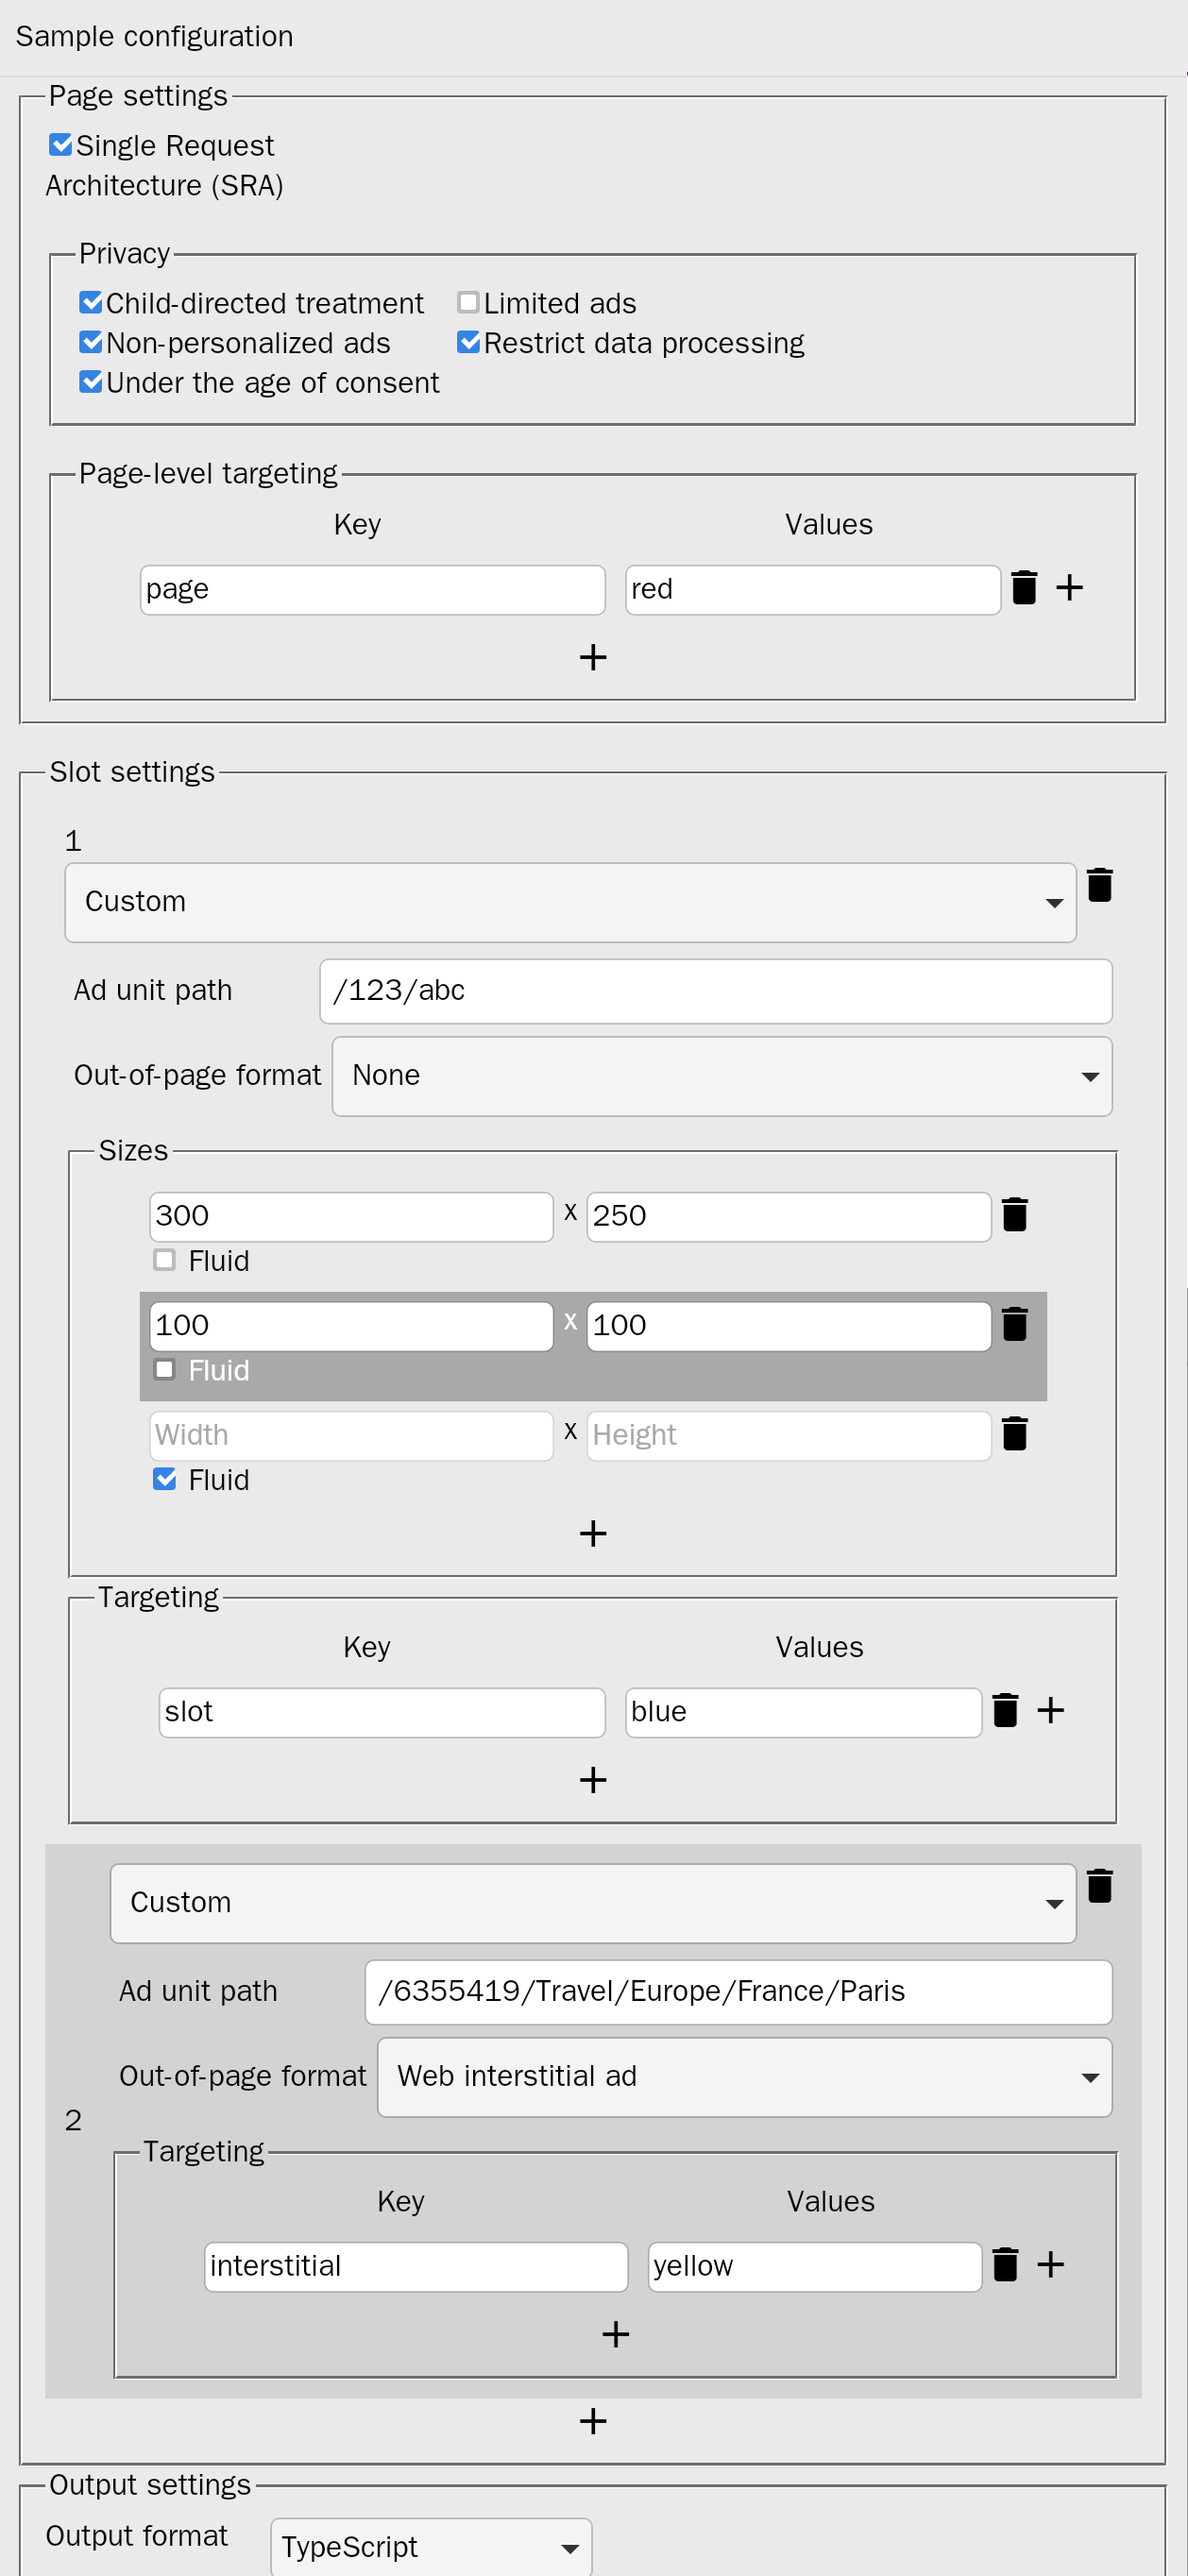 Sample configuration
Page settings
Single Request
Architecture (SRA)
Privacy
Child-directed treatment Limited ads
Non-personalized ads Restrict data processing
Under the age of consent
Page-level targeting
Key Values
page red
Slot settings
1
Custom
Ad unit path /123/abc
Out-of-page format None
Sizes
300 x 250
Fluid
100 x 100
Fluid
Width x Height
Fluid
Targeting
Key Values
slot blue
Custom
Ad unit path /6355419/Travel/Europe/France/Paris
Out-of-page format Web interstitial ad
2
Targeting
Key Values
interstitial yellow
Output settings
Output format TypeScript